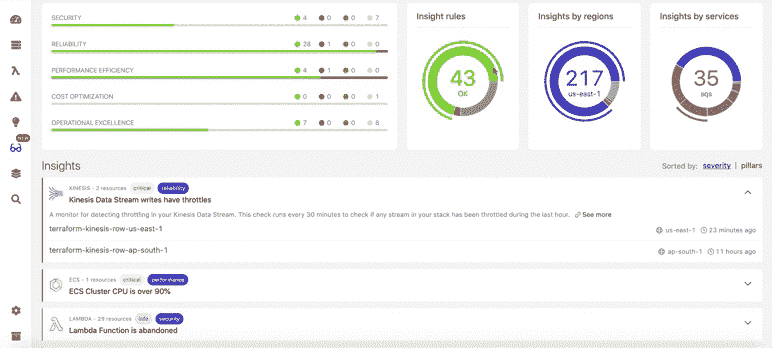 SECURITY 4 0 0 7
RELIABILITY 28 1 0 0
PERFORMANCE EFFICIENCY 4 1 0 0
COST OPTIMIZATION 0 0 0 1
OPERATIONAL EXCELLENCE 7 0 0 8
Insight rules
43
OK
Insights by regions
217
us-east-1
Insights by services
35
sqs
NEW
Insights
Sorted by: severity | pillars
KINESIS - 2 resources critical reliability
Kinesis Data Stream writes have throttles
A monitor for detecting throttling in your Kinesis Data Stream. This check runs every 30 minutes to check if any stream in your stack has been throttled during the last hour. See more
terraform-kinesis-row-us-east-1 us-east-1 23 minutes ago
terraform-kinesis-row-ap-south-1 ap-south-1 11 hours ago
ECS - 1 resources critical performance
ECS Cluster CPU is over 90%
LAMBDA - 29 resources info security
Lambda Function is abandoned